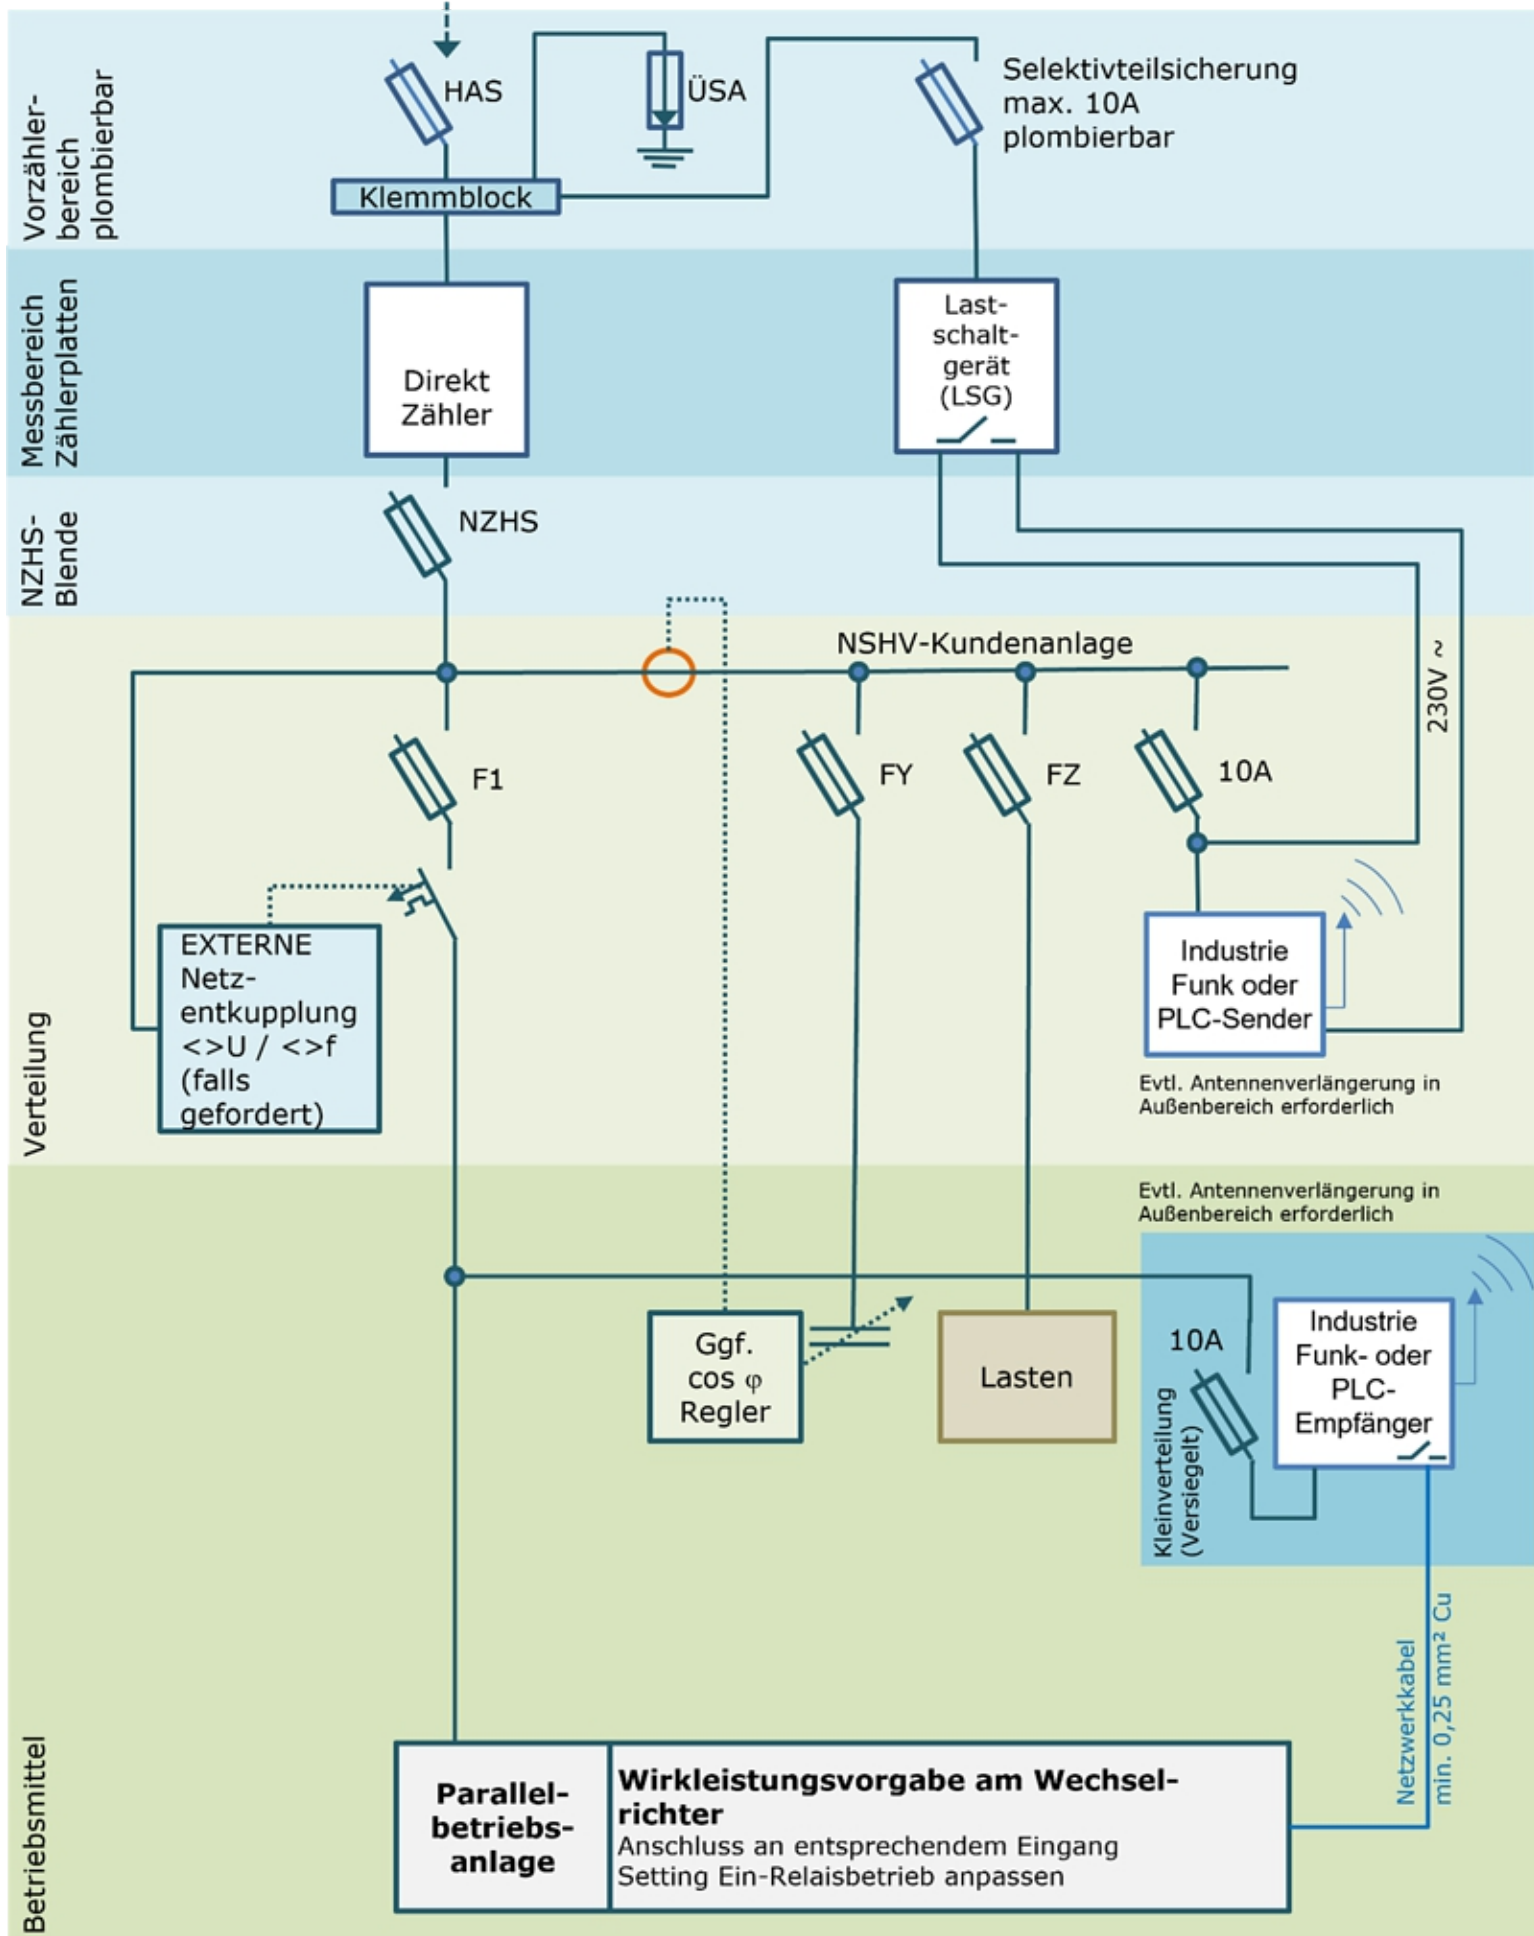 Vorzähler-
bereich
plombierbar
HAS
ÜSA
Selektivteilsicherung
max. 10A
plombierbar
Klemmblock
Messbereich
Zählerplatten
Direkt
Zähler
Last-
schalt-
gerät
(LSG)
NZHS-
Blende
NZHS
Verteilung
NSHV-Kundenanlage
230V ~
F1
FY
FZ
10A
EXTERNE
Netz-
entkupplung
<>U / <>f
(falls
gefordert)
Industrie
Funk oder
PLC-Sender
Evtl. Antennenverlängerung in
Außenbereich erforderlich
Betriebsmittel
Evtl. Antennenverlängerung in
Außenbereich erforderlich
Ggf.
cos φ
Regler
Lasten
Kleinverteilung
(Versiegelt)
10A
Industrie
Funk- oder
PLC-
Empfänger
Netzwerkkabel
min. 0,25 mm² Cu
Parallel-
betriebs-
anlage
Wirkleistungsvorgabe am Wechsel-
richter
Anschluss an entsprechendem Eingang
Setting Ein-Relaisbetrieb anpassen